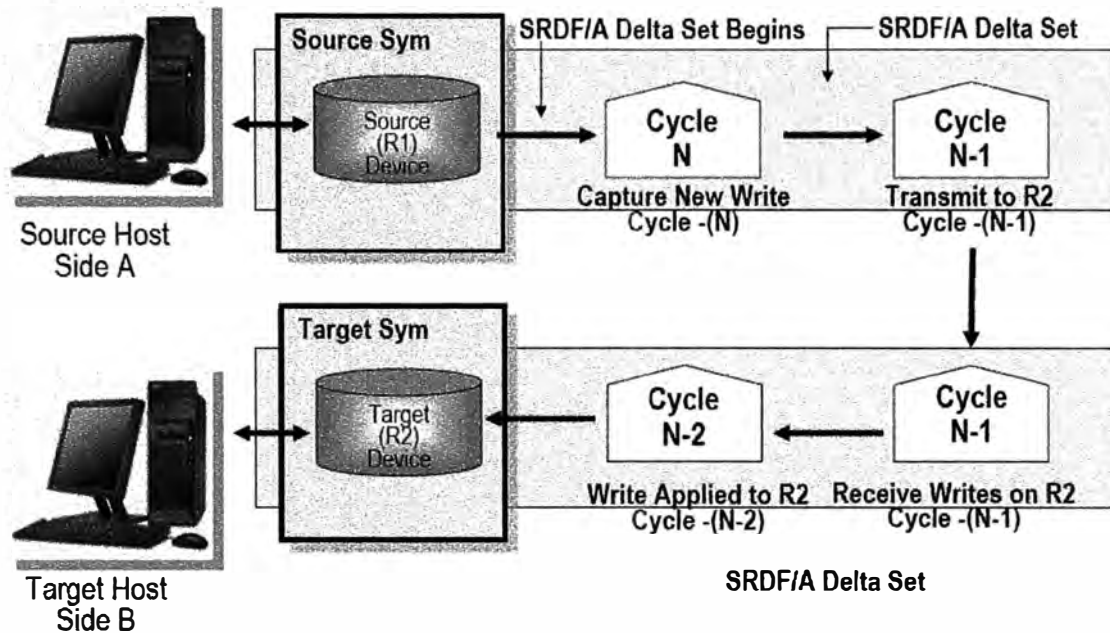 SRDF/A Delta Set Begins
SRDF/A Delta Set
Source Sym
Source
(R1)
Device
Cycle
N
Cycle
N-1
Capture New Write
Cycle -(N)
Transmit to R2
Cycle -(N-1)
Source Host
Side A
Target Sym
Target
(R2)
Device
Cycle
N-2
Cycle
N-1
Write Applied to R2
Cycle -(N-2)
Receive Writes on R2
Cycle -(N-1)
Target Host
Side B
SRDF/A Delta Set